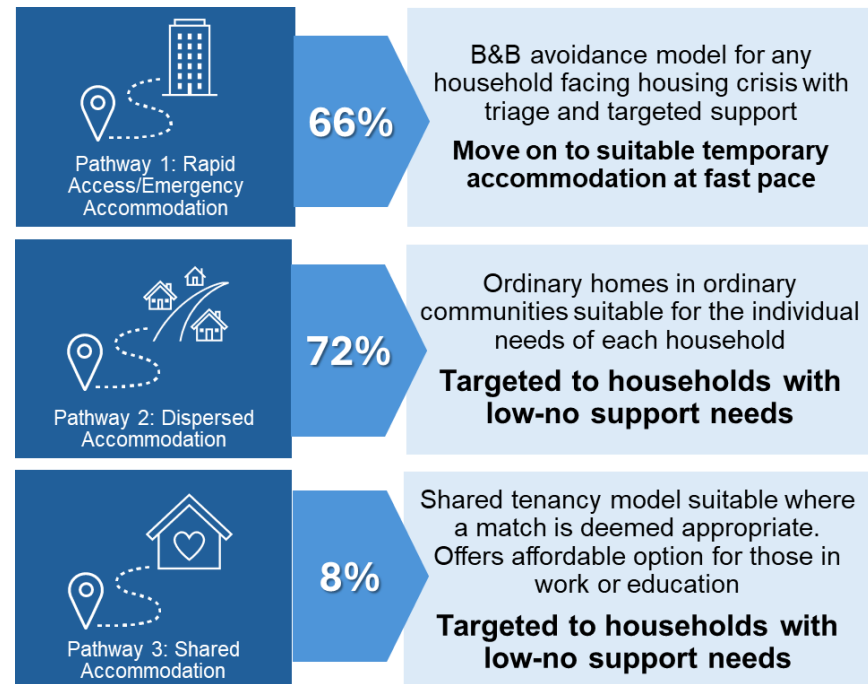 Pathway 1: Rapid
Access/Emergency
Accommodation
66%
B&B avoidance model for any
household facing housing crisis with
triage and targeted support
Move on to suitable temporary
accommodation at fast pace
Pathway 2: Dispersed
Accommodation
72%
Ordinary homes in ordinary
communities suitable for the individual
needs of each household
Targeted to households with
low-no support needs
Pathway 3: Shared
Accommodation
8%
Shared tenancy model suitable where
a match is deemed appropriate.
Offers affordable option for those in
work or education
Targeted to households with
low-no support needs